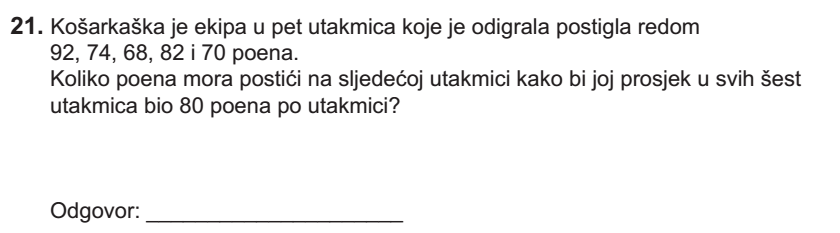 21. Košarkaška je ekipa u pet utakmica koje je odigrala postigla redom
92, 74, 68, 82 i 70 poena.
Koliko poena mora postići na sljedećoj utakmici kako bi joj prosjek u svih šest
utakmica bio 80 poena po utakmici?
Odgovor: _____________________